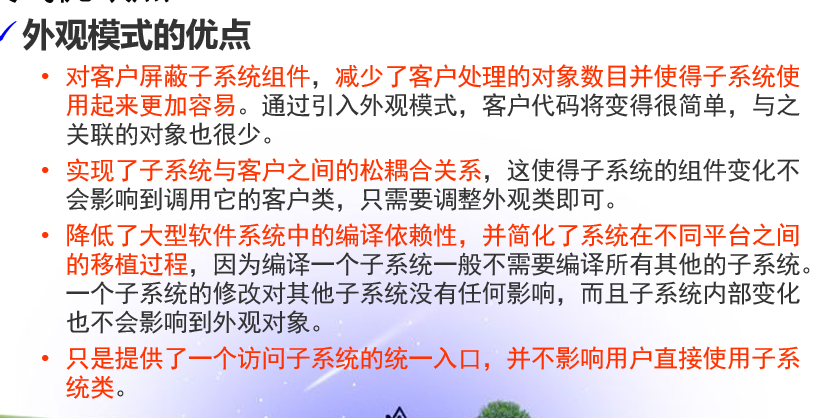 外观模式的优点
对客户屏蔽子系统组件，减少了客户处理的对象数目并使得子系统使
用起来更加容易。通过引入外观模式，客户代码将变得很简单，与之
关联的对象也很少。
实现了子系统与客户之间的松耦合关系，这使得子系统的组件变化不
会影响到调用它的客户类，只需要调整外观类即可。
降低了大型软件系统中的编译依赖性，并简化了系统在不同平台之间
的移植过程，因为编译一个子系统一般不需要编译所有其他的子系统。
一个子系统的修改对其他子系统没有任何影响，而且子系统内部变化
也不会影响到外观对象。
只是提供了一个访问子系统的统一入口，并不影响用户直接使用子系
统类。